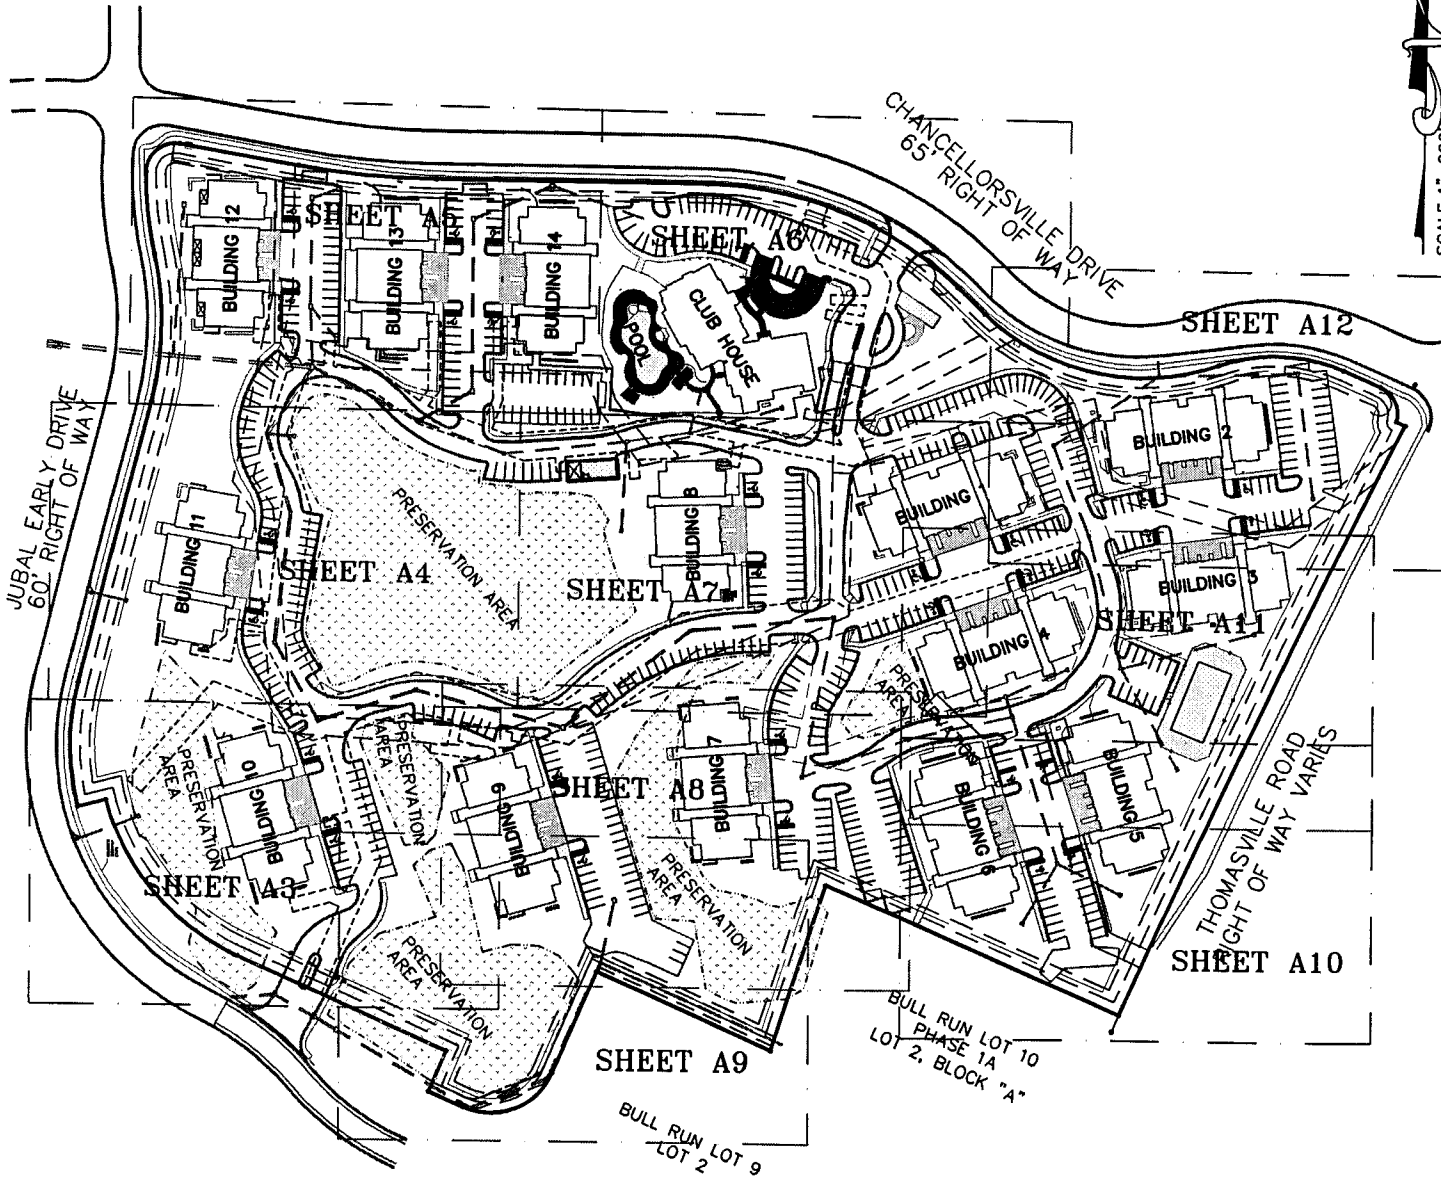 CHANCELLORSVILLE DRIVE
65' RIGHT OF WAY
SHEET A5
BUILDING 12
BUILDING 13
BUILDING 14
SHEET A6
CLUB HOUSE
POOL
SHEET A12
JUBAL EARLY DRIVE
60' RIGHT OF WAY
BUILDING 2
BUILDING
BUILDING 8
BUILDING 11
PRESERVATION AREA
SHEET A4
SHEET A7
BUILDING 3
SHEET A11
BUILDING 4
PRESERVATION
AREA
PRESERVATION
AREA
BUILDING 10
PRESERVATION
AREA
BUILDING 9
SHEET A8
BUILDING 7
BUILDING 6
BUILDING 5
THOMASVILLE ROAD
RIGHT OF WAY VARIES
SHEET A3
PRESERVATION
AREA
PRESERVATION
AREA
SHEET A10
BULL RUN LOT 10
PHASE 1A
LOT 2, BLOCK "A"
SHEET A9
BULL RUN LOT 9
LOT 2